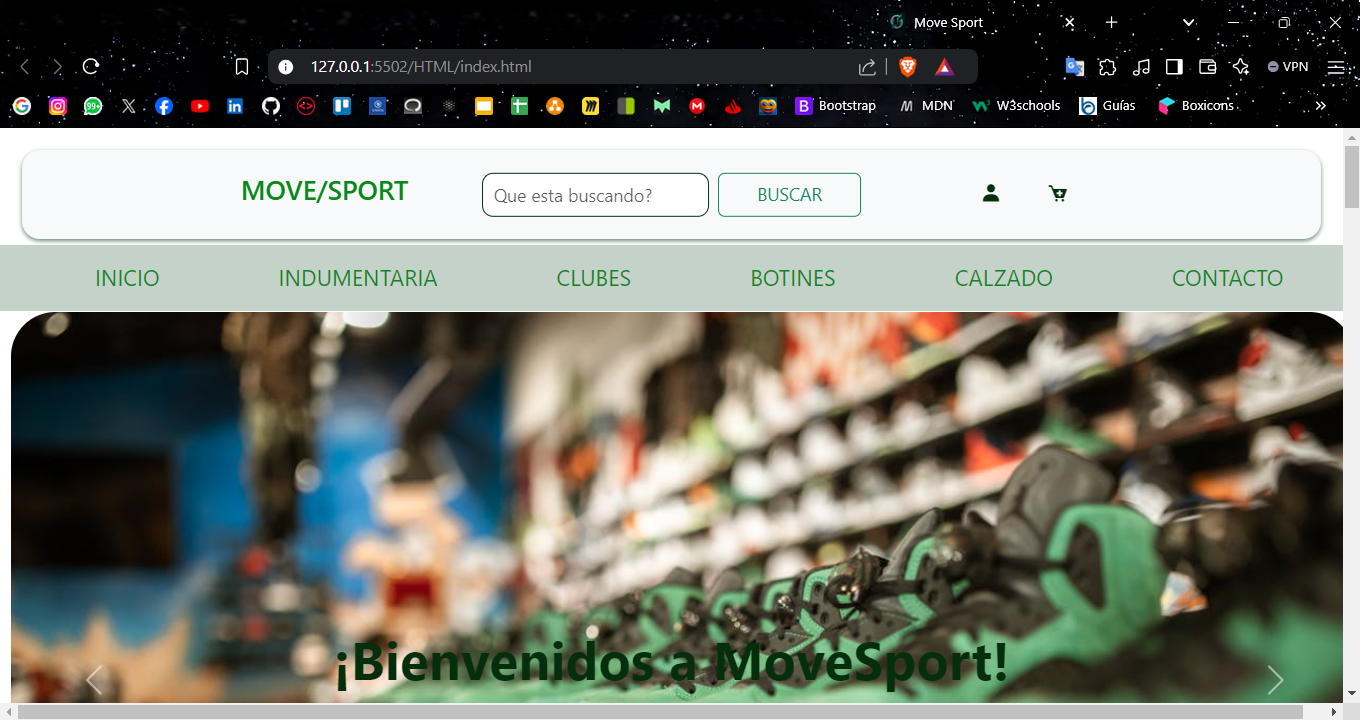 Move Sport
127.0.0.1:5502/HTML/index.html
VPN
99+
Bootstrap
MDN
W3schools
Guías
Boxicons
MOVE/SPORT
Que esta buscando?
BUSCAR
INICIO
INDUMENTARIA
CLUBES
BOTINES
CALZADO
CONTACTO
¡Bienvenidos a MoveSport!